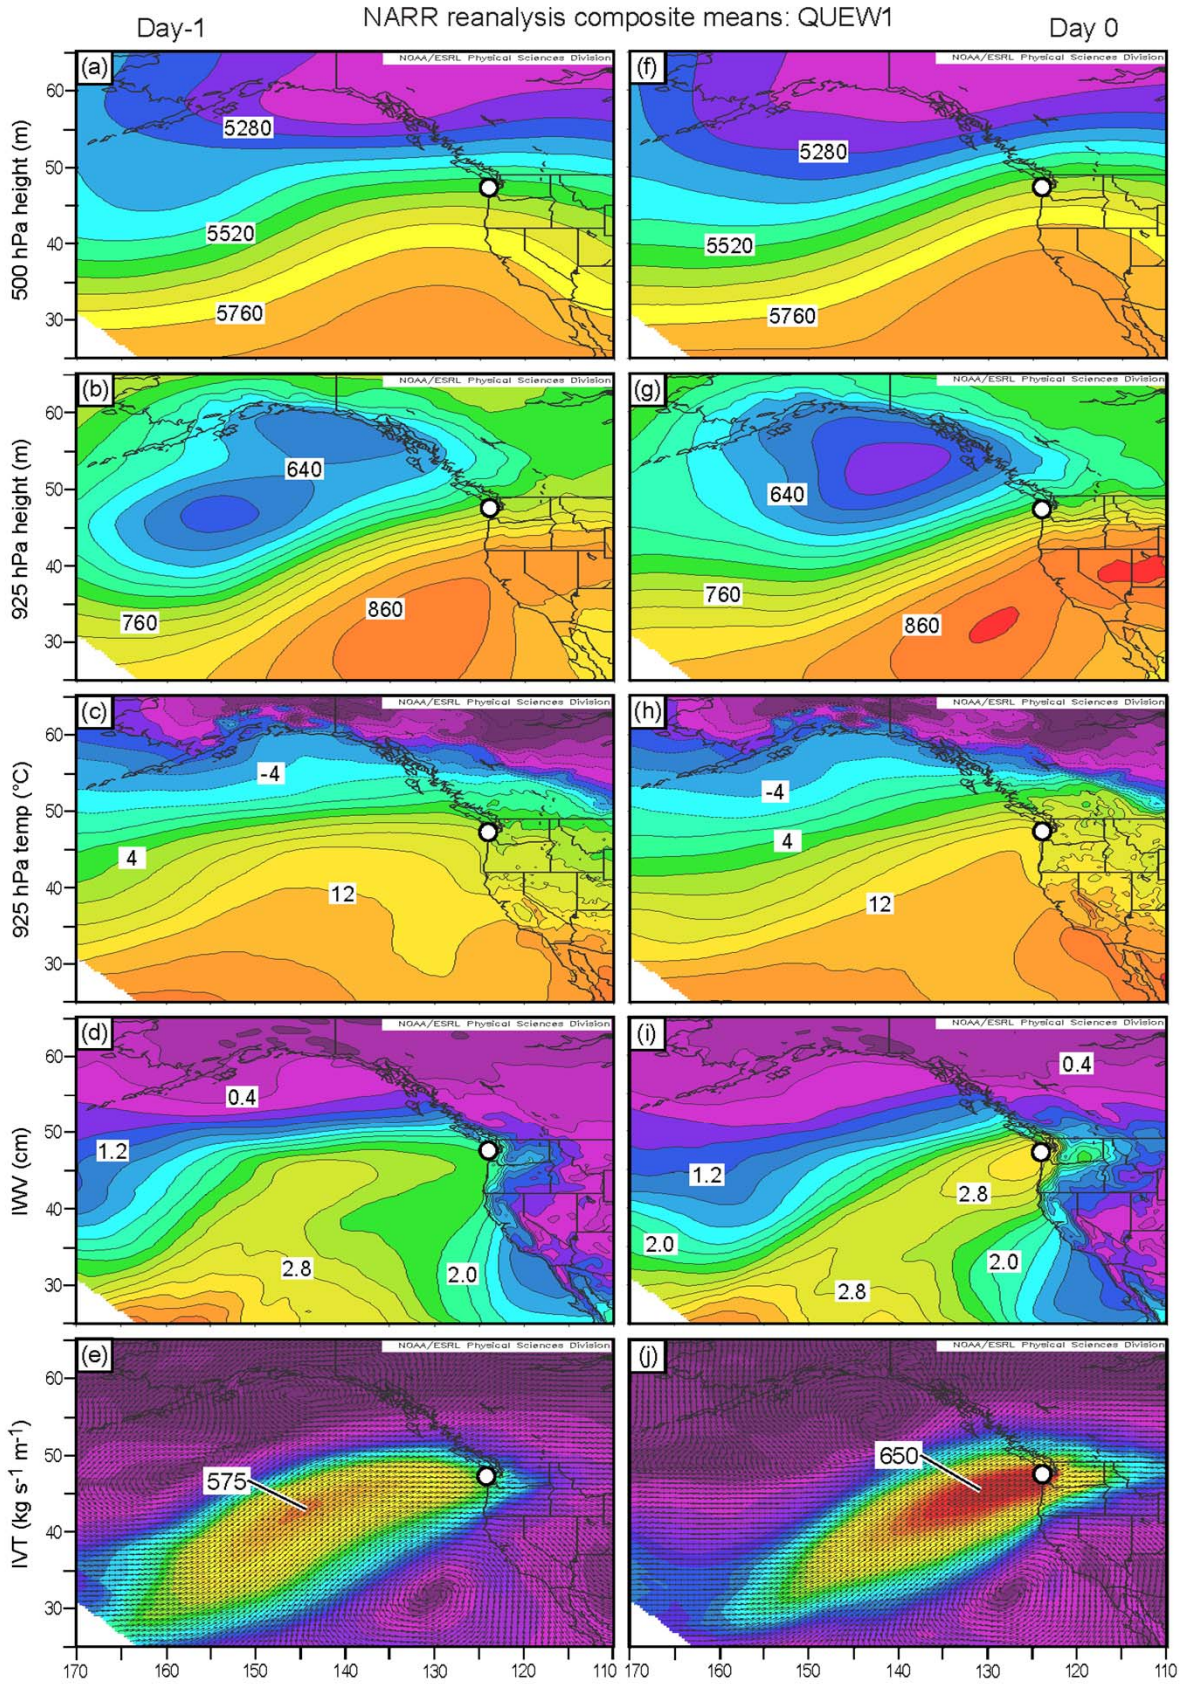 NARR reanalysis composite means: QUEW1
Day-1
Day 0
(a)
NOAA/ESRL Physical Sciences Division
5280
5520
5760
60
50
40
30
500 hPa height (m)
(f)
NOAA/ESRL Physical Sciences Division
5280
5520
5760
(b)
NOAA/ESRL Physical Sciences Division
640
760
860
60
50
40
30
925 hPa height (m)
(g)
NOAA/ESRL Physical Sciences Division
640
760
860
(c)
NOAA/ESRL Physical Sciences Division
-4
4
12
60
50
40
30
925 hPa temp (°C)
(h)
NOAA/ESRL Physical Sciences Division
-4
4
12
(d)
NOAA/ESRL Physical Sciences Division
0.4
1.2
2.8
2.0
60
50
40
30
IWV (cm)
(i)
NOAA/ESRL Physical Sciences Division
0.4
1.2
2.8
2.0
2.0
2.8
(e)
NOAA/ESRL Physical Sciences Division
575
60
50
40
30
IVT (kg s-1 m-1)
(j)
NOAA/ESRL Physical Sciences Division
650
170 160 150 140 130 120 110
170 160 150 140 130 120 110